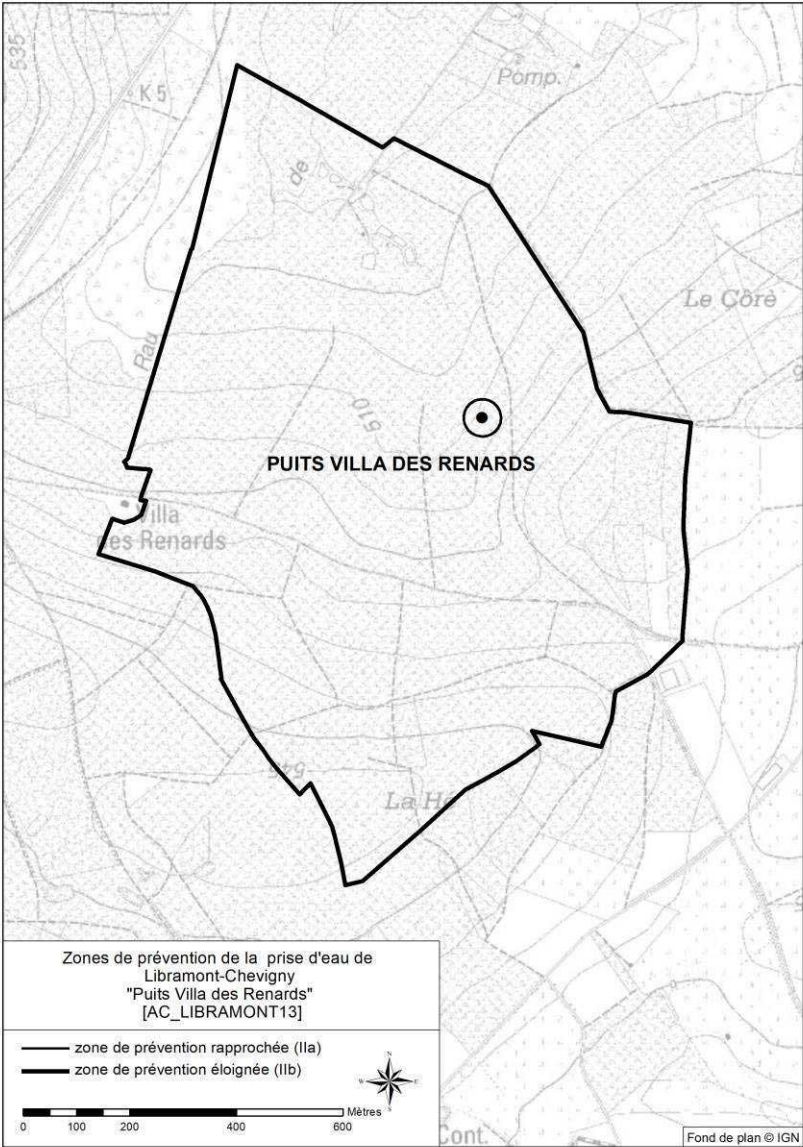 535
K 5
Pomp.
de
Le Côrè
Rau
510
PUITS VILLA DES RENARDS
Villa
des Renards
545
La Ha
Zones de prévention de la prise d'eau de
Libramont-Chevigny
"Puits Villa des Renards"
[AC_LIBRAMONT13]
zone de prévention rapprochée (IIa)
zone de prévention éloignée (IIb)
N
W E
S
Mètres
0 100 200 400 600
Cont.
Fond de plan © IGN